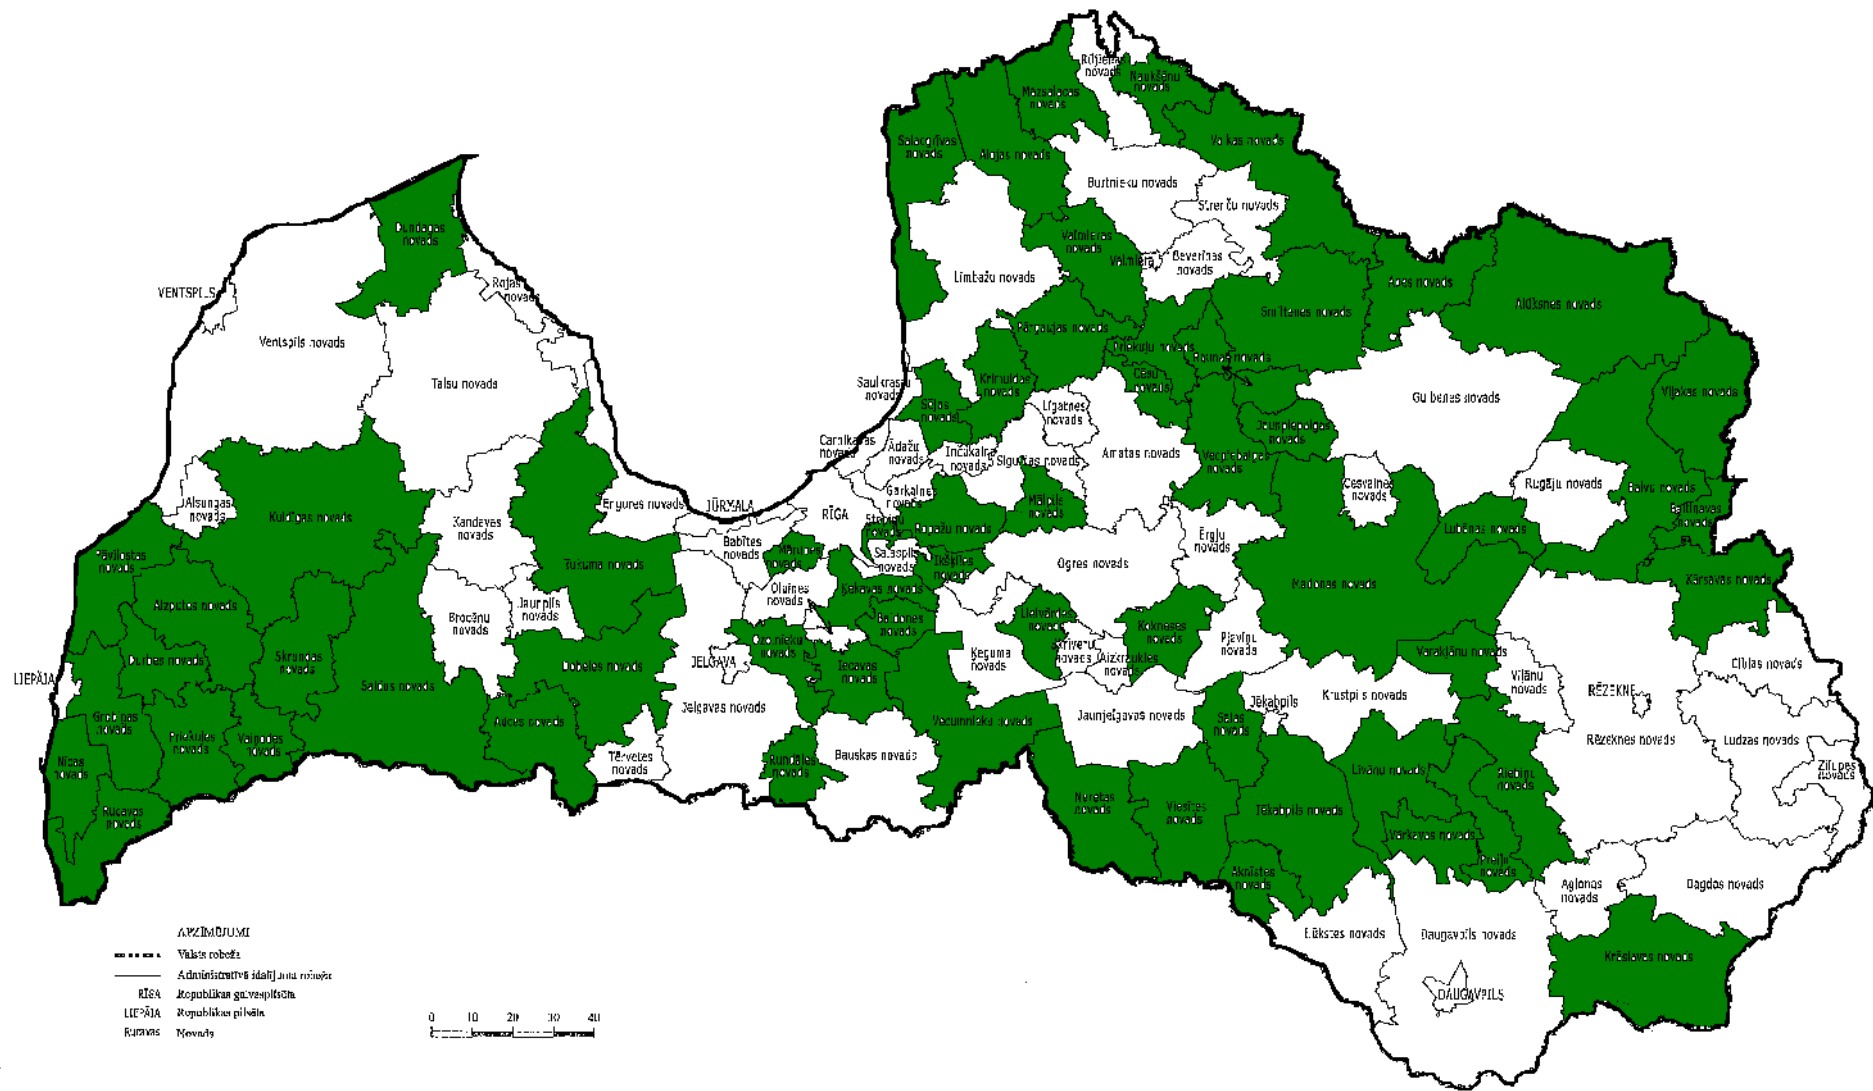 Rūjienas
novads
Naukšēnu
novads
Mazsalacas
novads
Salacgrīvas
novads
Alojas novads
Valkas novads
Burtnieku novads
Strenču novads
Dundagas
novads
Valmieras
novads
Valmiera
Beverīnas
novads
Limbažu novads
Apes novads
Alūksnes novads
VENTSPILS
Rojas
novads
Smiltenes novads
Ventspils novads
Pārgaujas novads
Priekuļu novads
Raunas novads
Talsu novads
Saulkrastu
novads
Krimuldas
novads
Cēsu
novads
Gulbenes novads
Viļakas novads
Sējas
novads
Līgatnes
novads
Jaunpiebalgas
novads
Carnikavas
novads
Ādažu
novads
Inčukalna
novads
Siguldas novads
Amatas novads
Vecpiebalgas
novads
Alsungas
novads
Kuldīgas novads
Kandavas
novads
Engures novads
JŪRMALA
RĪGA
Garkalnes
novads
Mālpils
novads
Cesvaines
novads
Rugāju novads
Balvu novads
Baltinavas
novads
Stopiņu
novads
Ropažu novads
Lubānas novads
Ērgļu
novads
Pāvilostas
novads
Babītes
novads
Mārupes
novads
Salaspils
novads
Ikšķiles
novads
Ogres novads
Tukuma novads
Madonas novads
Kārsavas novads
Aizputes novads
Brocēnu
novads
Jaunpils
novads
Olaines
novads
Ķekavas novads
Baldones
novads
Lielvārdes
novads
Kokneses
novads
Pļaviņu
novads
Durbes novads
Skrundas
novads
Saldus novads
Dobeles novads
JELGAVA
Ozolnieku
novads
Iecavas
novads
Ķeguma
novads
Skrīveru
novads
Aizkraukles
novads
Varakļānu novads
Viļānu
novads
Ciblas novads
LIEPĀJA
Grobiņas
novads
Priekules
novads
Vaiņodes
novads
Auces novads
Jelgavas novads
Vecumnieku novads
Jaunjelgavas novads
Salas
novads
Jēkabpils
Krustpils novads
RĒZEKNE
Rēzeknes novads
Ludzas novads
Nīcas
novads
Tērvetes
novads
Rundāles
novads
Bauskas novads
Līvānu novads
Riebiņu
novads
Zilupes
novads
Rucavas
novads
Neretas
novads
Viesītes
novads
Jēkabpils novads
Vārkavas novads
Preiļu
novads
Aknīstes
novads
Aglonas
novads
Dagdas novads
Ilūkstes novads
Daugavpils novads
Krāslavas novads
DAUGAVPILS
APZĪMĒJUMI
Valsts robeža
Administratīvā iedalījuma robežas
RĪGA Republikas galvaspilsēta
LIEPĀJA Republikas pilsēta
Rucavas Novads
0 10 20 30 40